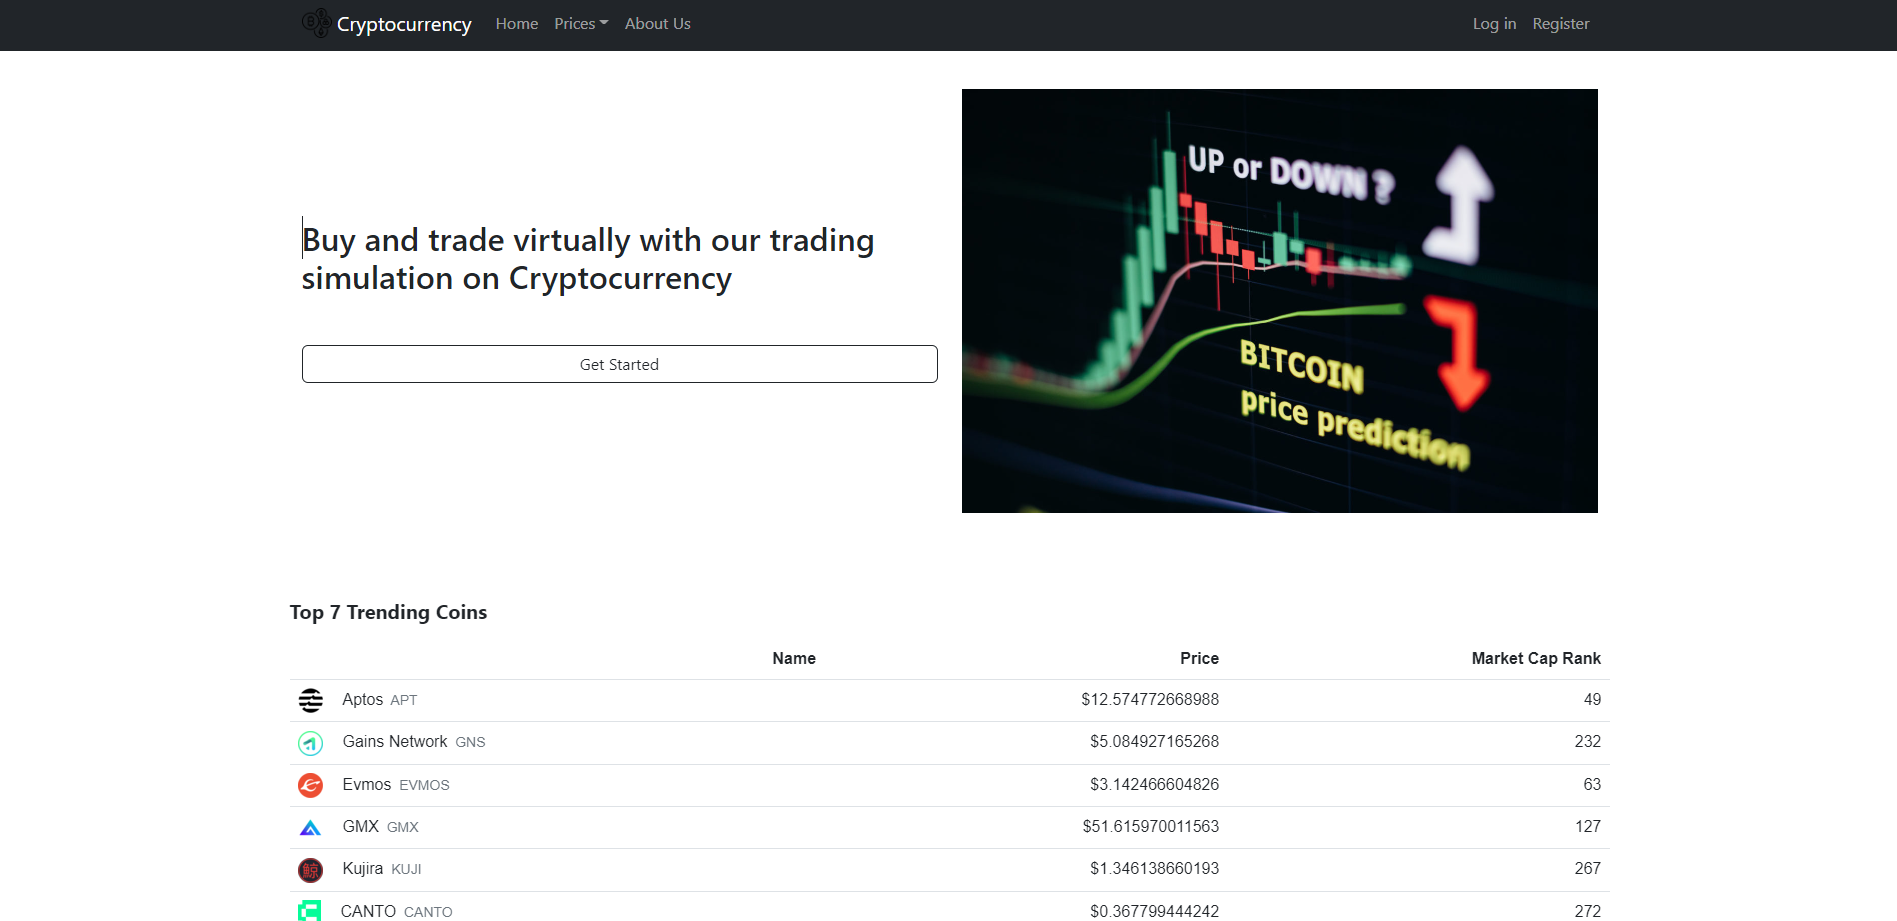 Cryptocurrency Home Prices About Us Log in Register
UP or DOWN ?
Buy and trade virtually with our trading
simulation on Cryptocurrency
Get Started
BITCOIN
price prediction
Top 7 Trending Coins
Name Price Market Cap Rank
Aptos APT $12.574772668988 49
Gains Network GNS $5.084927165268 232
Evmos EVMOS $3.142466604826 63
GMX GMX $51.615970011563 127
鯨
Kujira KUJI $1.346138660193 267
CANTO CANTO $0.367799444242 272